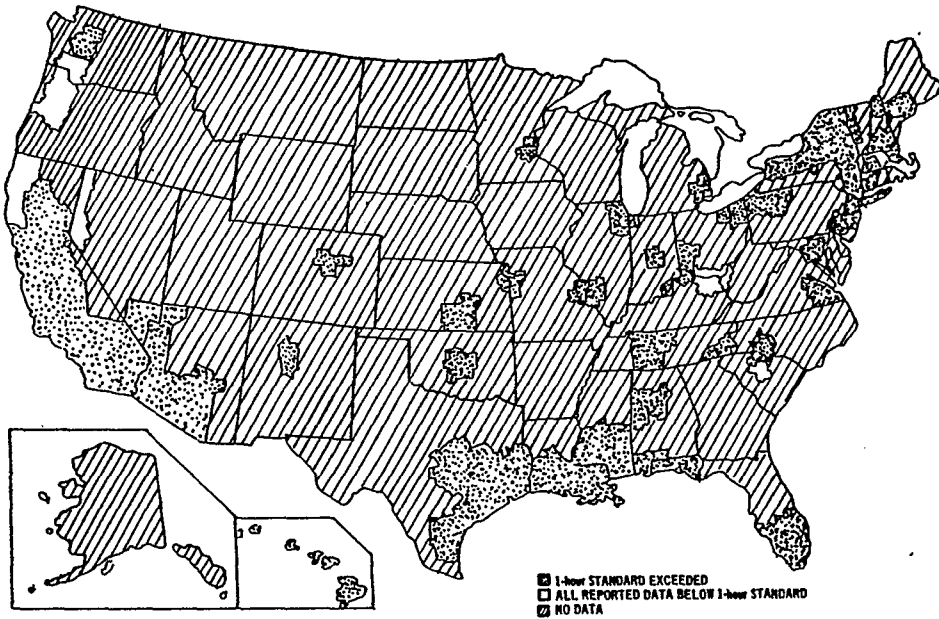 1-hour STANDARD EXCEEDED
ALL REPORTED DATA BELOW 1-hour STANDARD
NO DATA